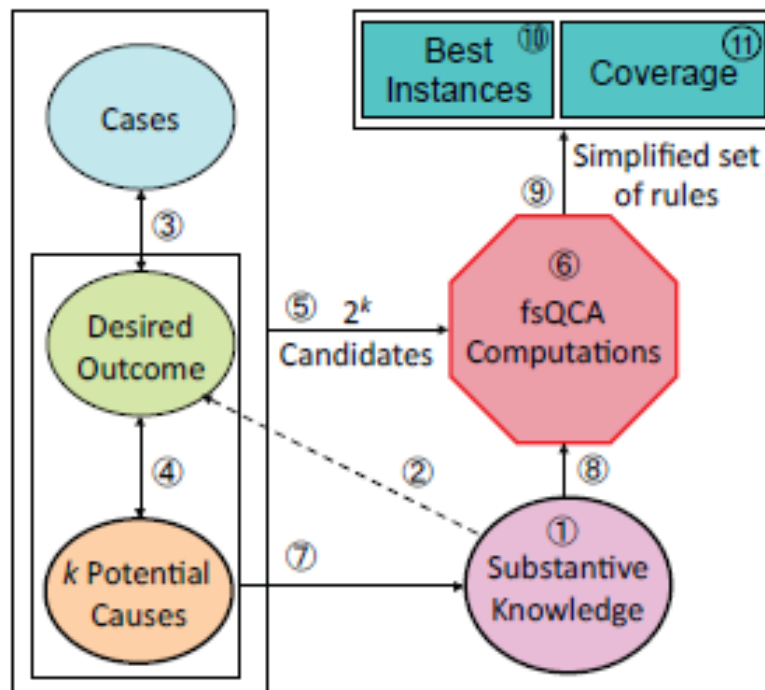 Cases
③
Desired
Outcome
④
k Potential
Causes
⑤ 2ᵏ
Candidates
②
⑦
Best ⑩
Instances
Coverage ⑪
Simplified set
of rules
⑨
⑥
fsQCA
Computations
⑧
①
Substantive
Knowledge